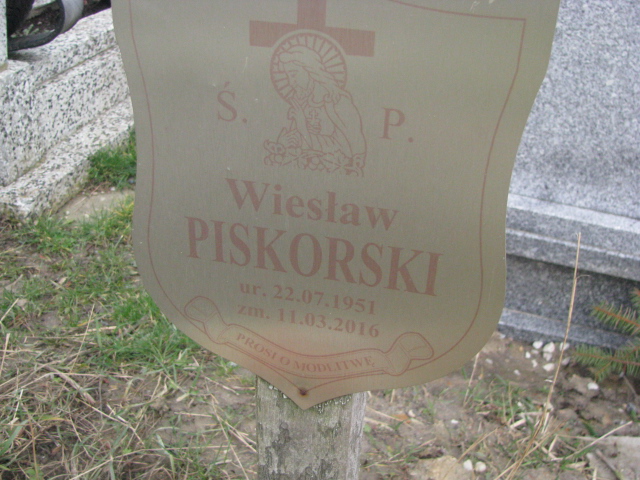 Ś. P.
Wiesław
PISKORSKI
ur. 22.07.1951
zm. 11.03.2016
PROSI O MODLITWĘ